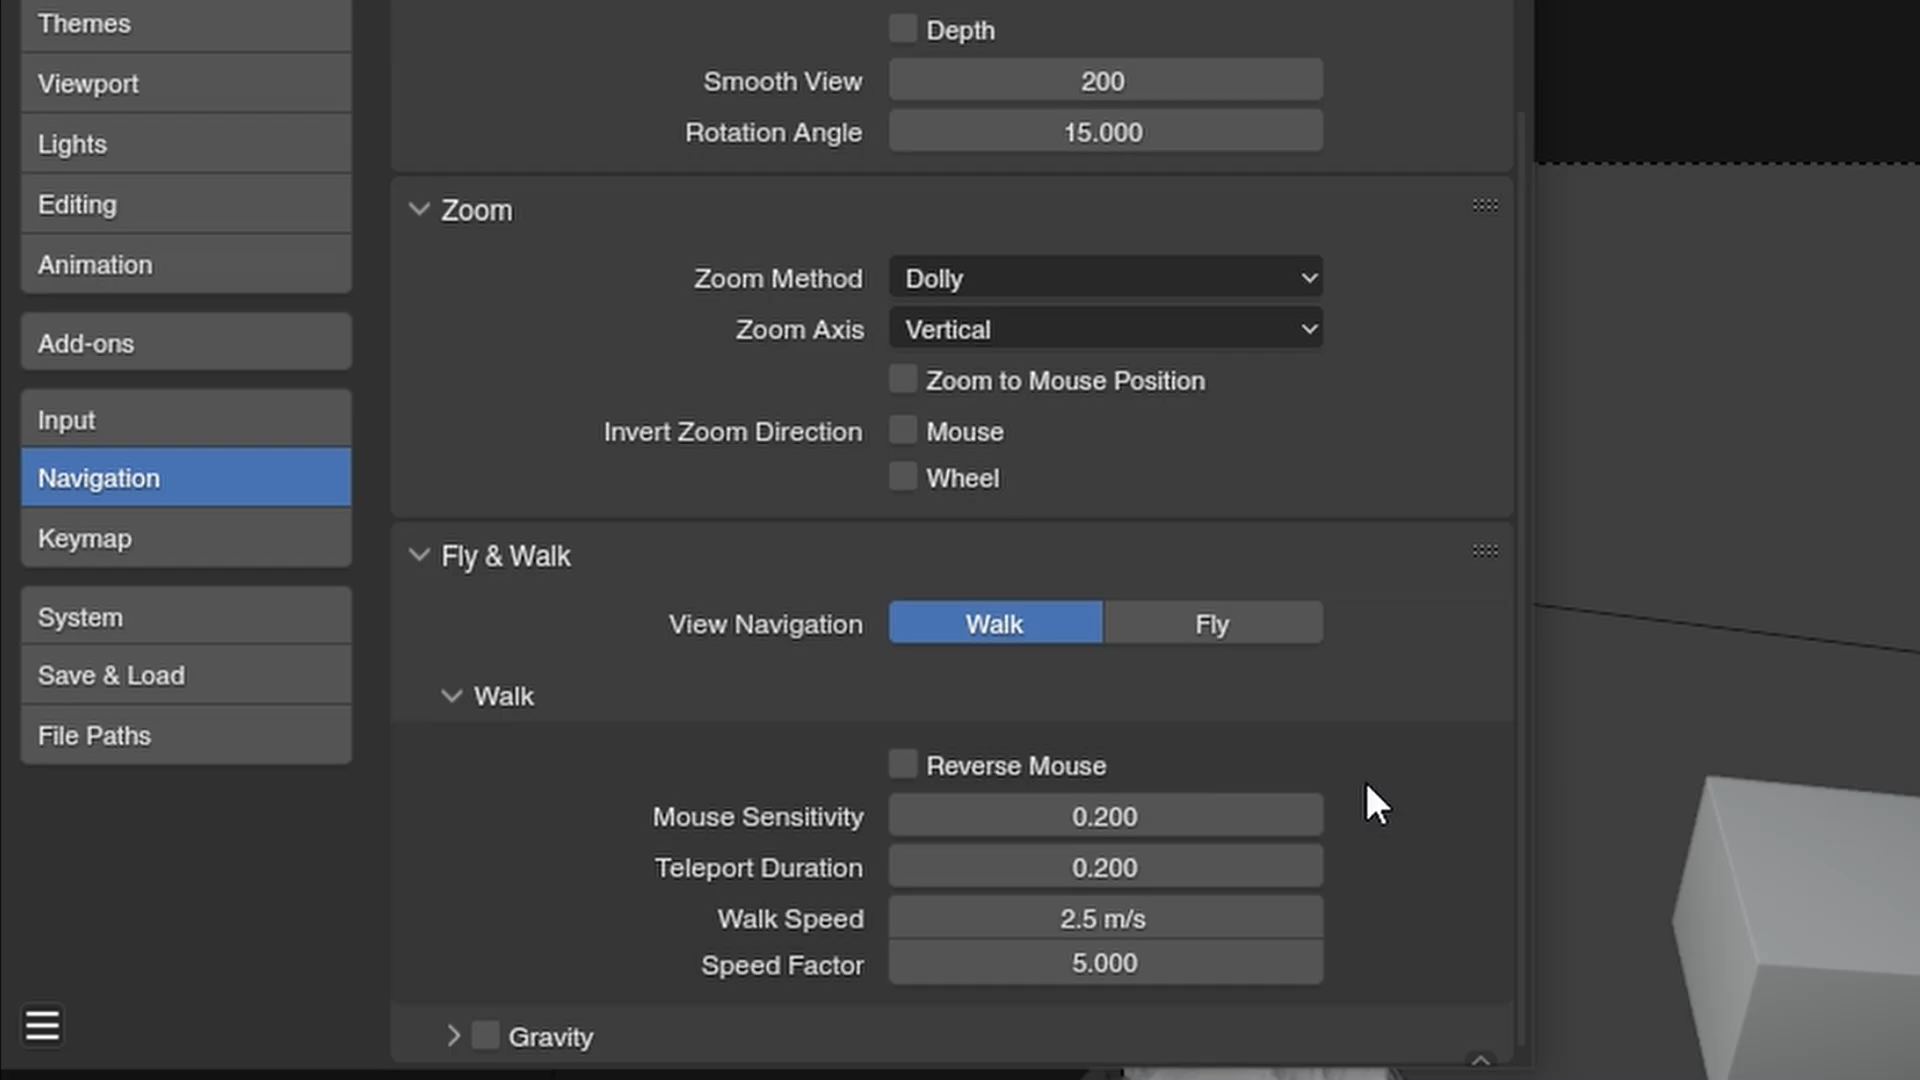 Themes
Viewport
Lights
Editing
Animation
Add-ons
Input
Navigation
Keymap
System
Save & Load
File Paths
Depth
Smooth View 200
Rotation Angle 15.000
Zoom
Zoom Method Dolly
Zoom Axis Vertical
Zoom to Mouse Position
Invert Zoom Direction Mouse
Wheel
Fly & Walk
View Navigation Walk Fly
Walk
Reverse Mouse
Mouse Sensitivity 0.200
Teleport Duration 0.200
Walk Speed 2.5 m/s
Speed Factor 5.000
Gravity